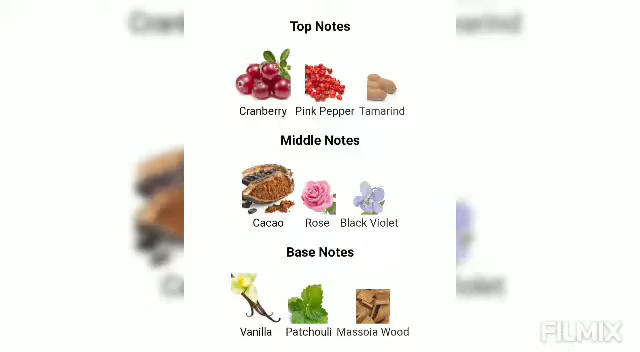 Top Notes
Cranberry Pink Pepper Tamarind
Middle Notes
Cacao Rose Black Violet
Base Notes
Vanilla Patchouli Massoia Wood
FILMIX